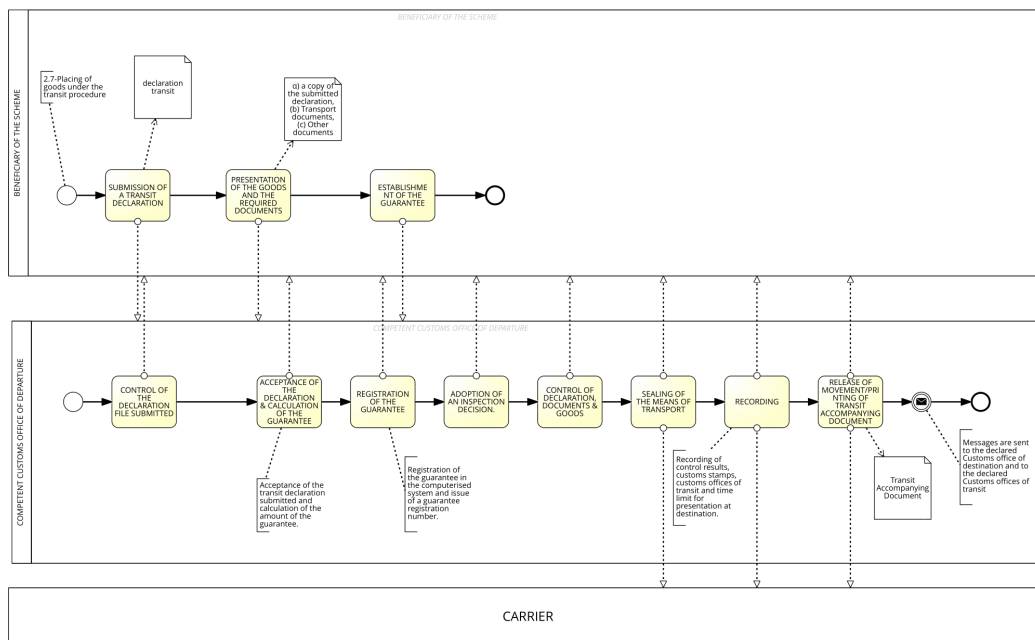 BENEFICIARY OF THE SCHEME
BENEFICIARY OF THE SCHEME
2.7-Placing of
goods under the
transit procedure
declaration
transit
α) a copy of
the submitted
declaration,
(b) Transport
documents,
(c) Other
documents
SUBMISSION OF
A TRANSIT
DECLARATION
PRESENTATION
OF THE GOODS
AND THE
REQUIRED
DOCUMENTS
ESTABLISHME
NT OF THE
GUARANTEE
COMPETENT CUSTOMS OFFICE OF DEPARTURE
COMPETENT CUSTOMS OFFICE OF DEPARTURE
CONTROL OF
THE
DECLARATION
FILE SUBMITTED
ACCEPTANCE OF
THE
DECLARATION
& CALCULATION
OF THE
GUARANTEE
REGISTRATION
OF THE
GUARANTEE
ADOPTION OF
AN INSPECTION
DECISION.
CONTROL OF
DECLARATION,
DOCUMENTS &
GOODS
SEALING OF
THE MEANS OF
TRANSPORT
RECORDING
RELEASE OF
MOVEMENT/PRI
NTING OF
TRANSIT
ACCOMPANYING
DOCUMENT
Acceptance of the
transit declaration
submitted and
calculation of the
amount of the
guarantee.
Registration of
the guarantee in
the computerised
system and issue
of a guarantee
registration
number.
Recording of
control results,
customs stamps,
customs offices of
transit and time
limit for
presentation at
destination.
Transit
Accompanying
Document
Messages are sent
to the declared
Customs office of
destination and to
the declared
Customs offices of
transit
CARRIER